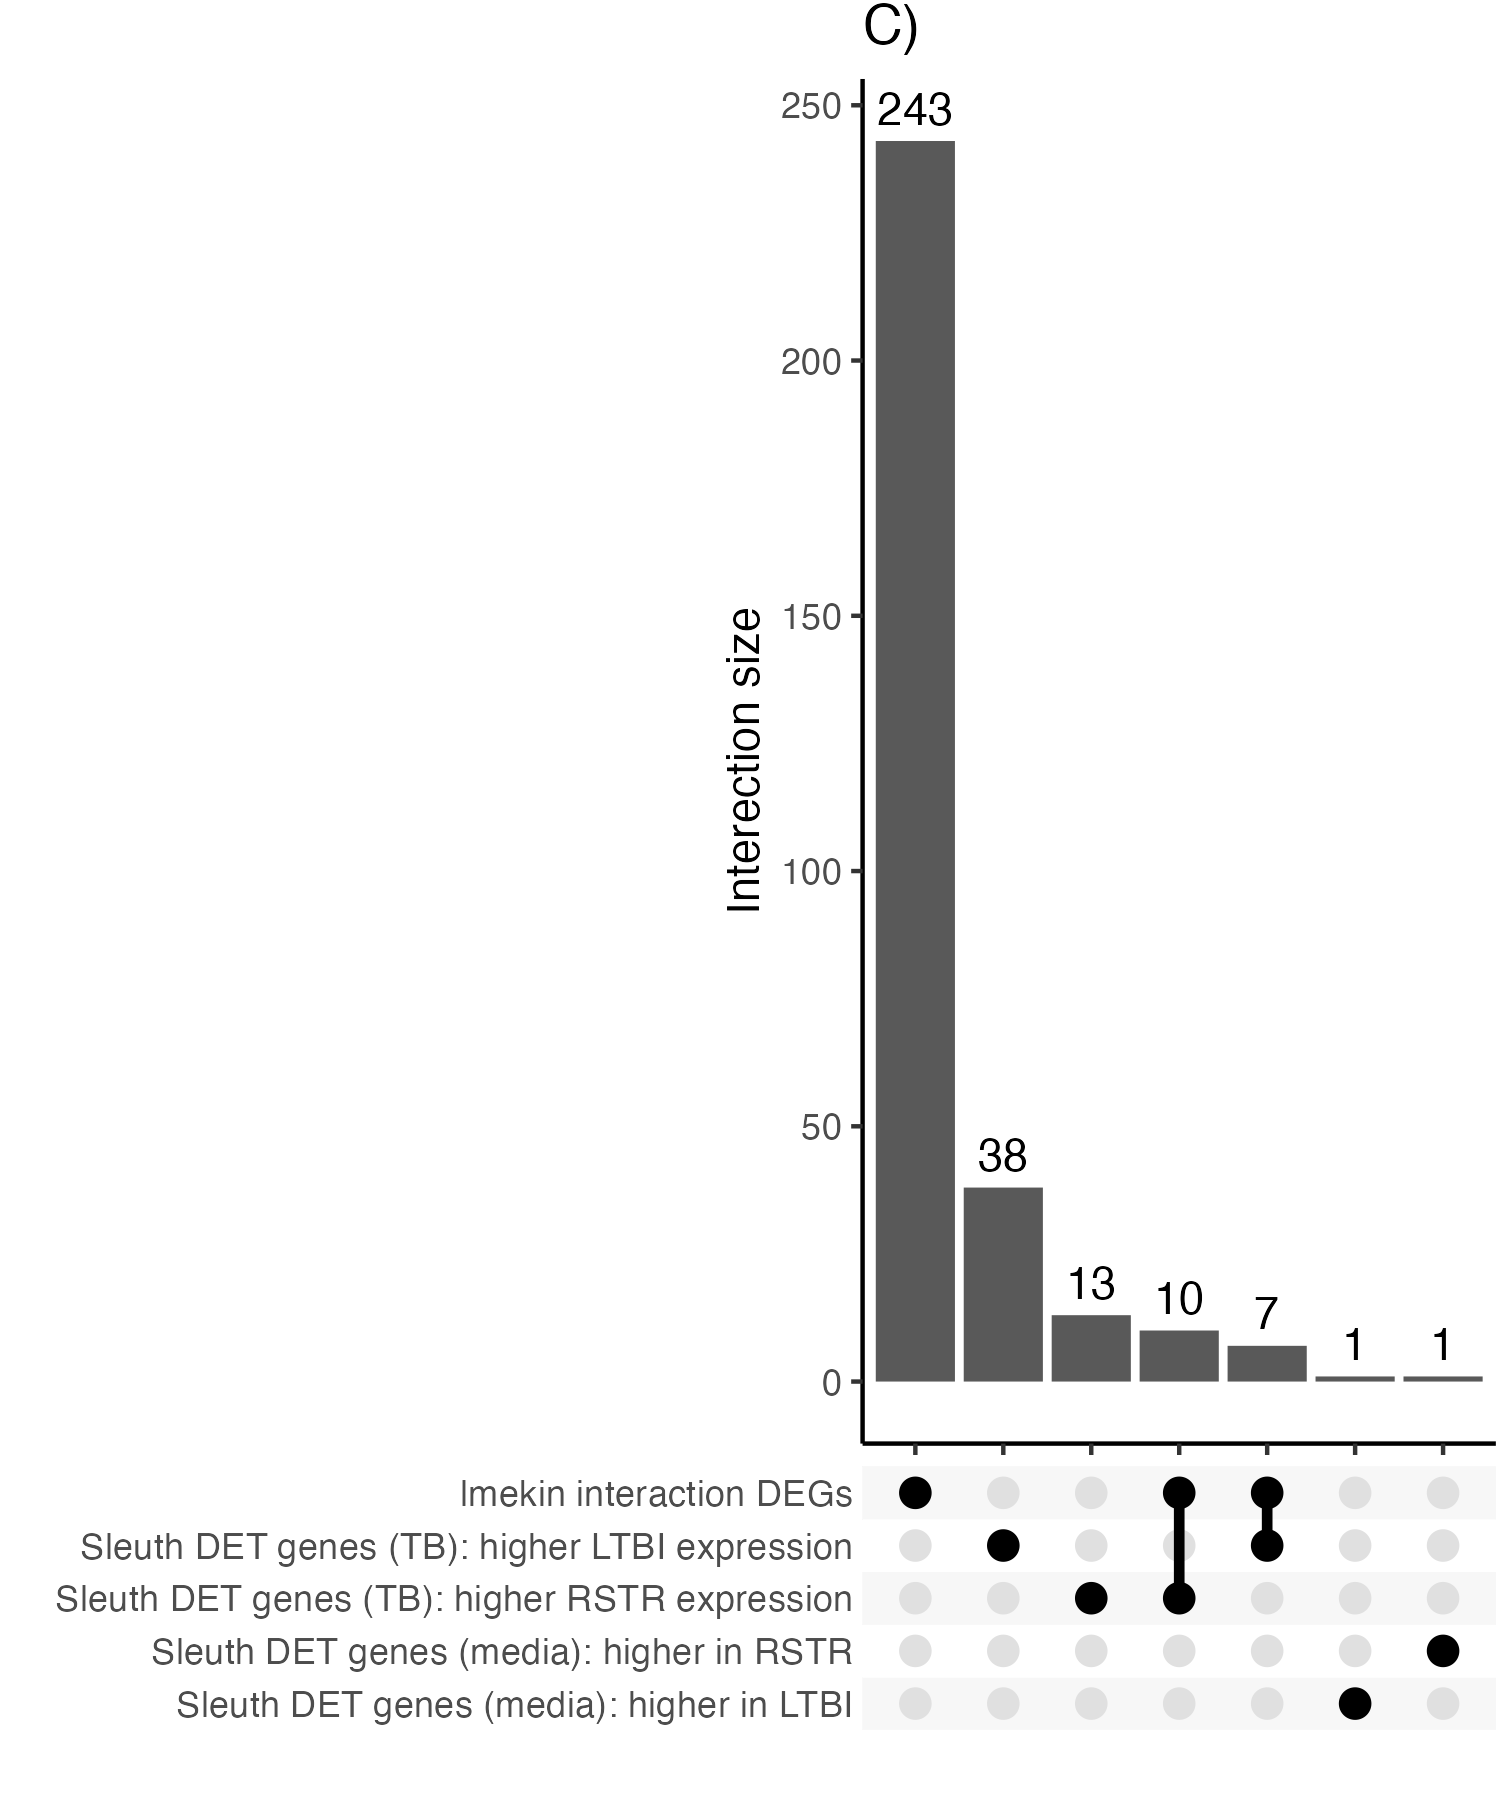 C)
250
243
200
150
Interection size
100
50
38
13
10
7
1
1
0
lmekin interaction DEGs
Sleuth DET genes (TB): higher LTBI expression
Sleuth DET genes (TB): higher RSTR expression
Sleuth DET genes (media): higher in RSTR
Sleuth DET genes (media): higher in LTBI